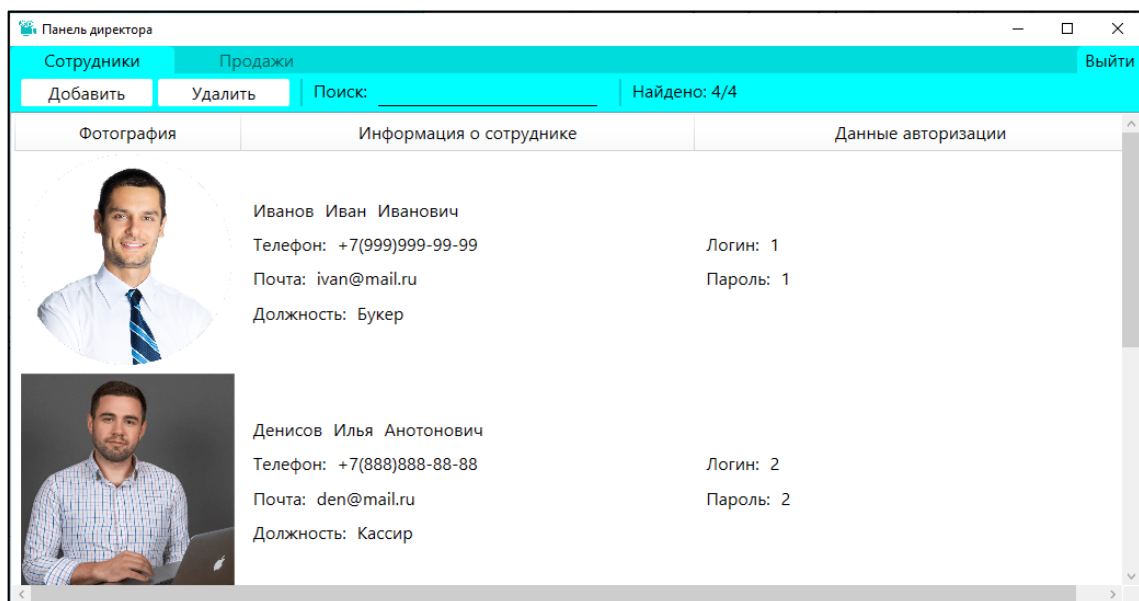 Панель директора
Сотрудники Продажи Выйти
Добавить Удалить Поиск: Найдено: 4/4
Фотография Информация о сотруднике Данные авторизации
Иванов Иван Иванович
Телефон: +7(999)999-99-99 Логин: 1
Почта: ivan@mail.ru Пароль: 1
Должность: Букер
Денисов Илья Анотонович
Телефон: +7(888)888-88-88 Логин: 2
Почта: den@mail.ru Пароль: 2
Должность: Кассир